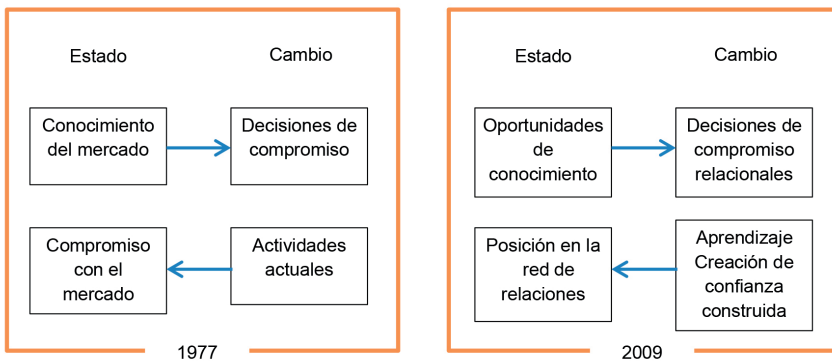 Estado
Cambio
Conocimiento
del mercado
Decisiones de
compromiso
Compromiso
con el
mercado
Actividades
actuales
1977
Estado
Cambio
Oportunidades
de
conocimiento
Decisiones de
compromiso
relacionales
Posición en la
red de
relaciones
Aprendizaje
Creación de
confianza
construida
2009